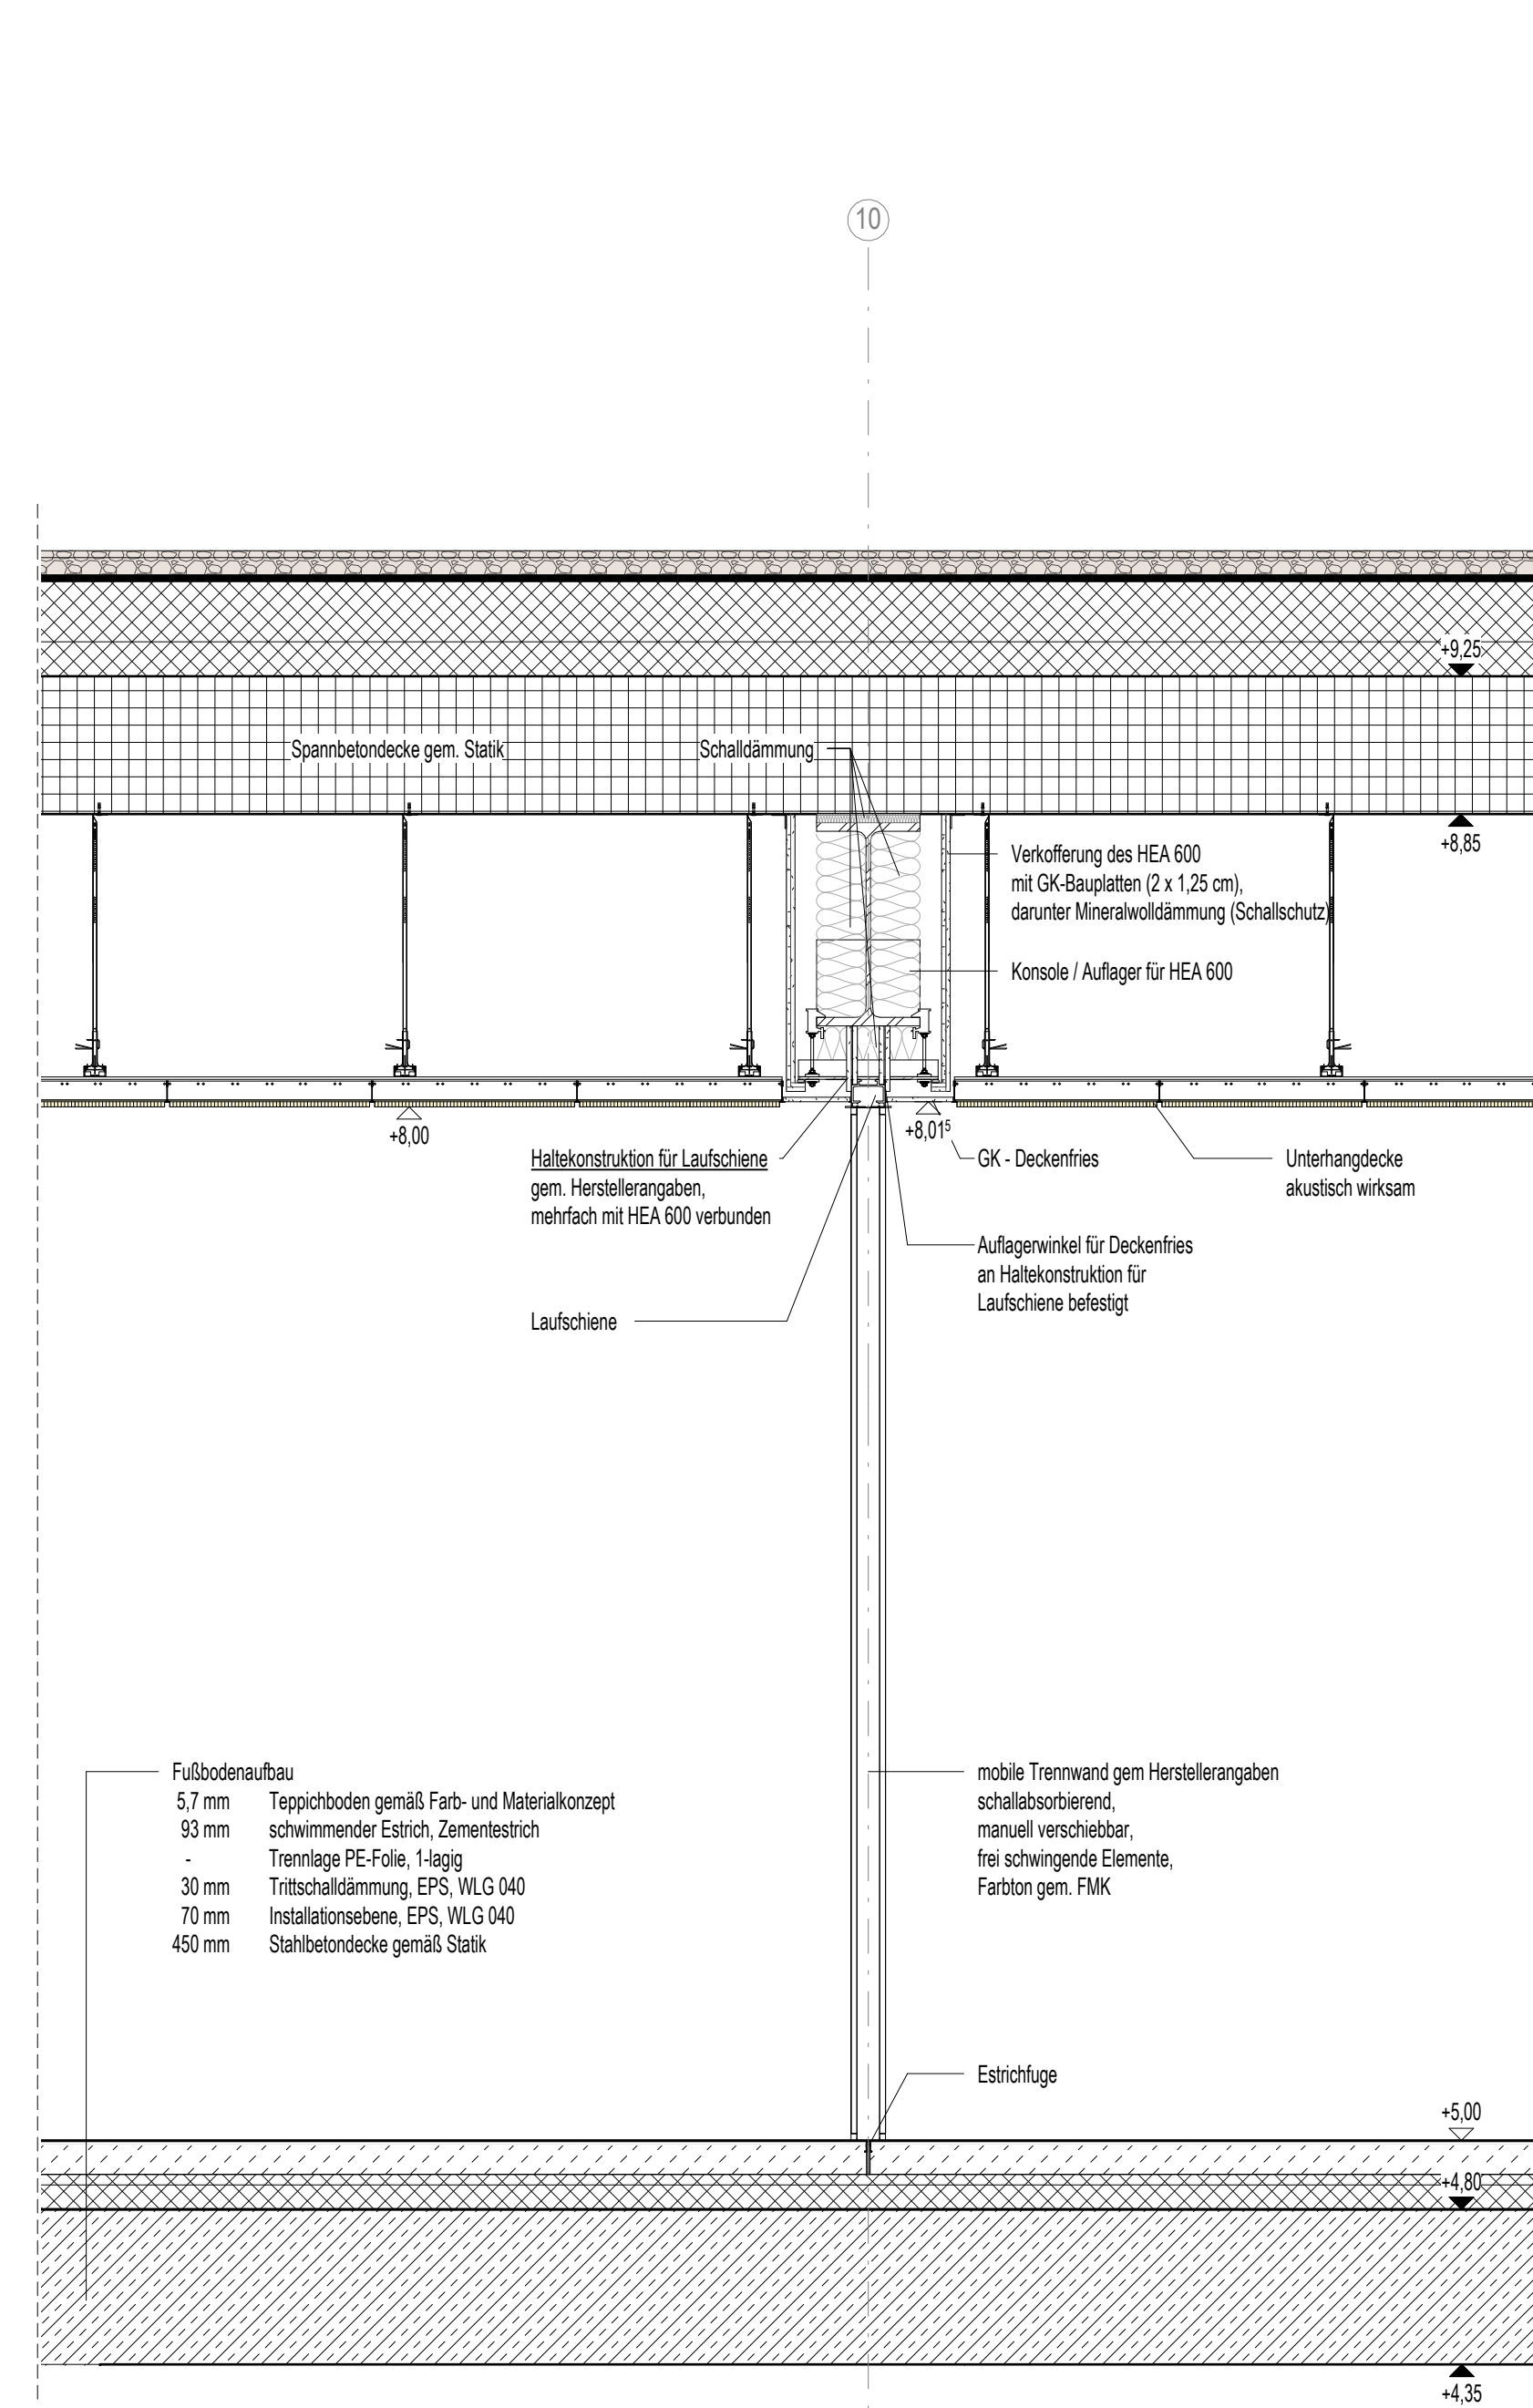 10
+9,25
Spannbetondecke gem. Statik
Schalldämmung
+8,85
Verkofferung des HEA 600
mit GK-Bauplatten (2 x 1,25 cm),
darunter Mineralwolldämmung (Schallschutz)
Konsole / Auflager für HEA 600
+8,00
+8,01⁵
Haltekonstruktion für Laufschiene
gem. Herstellerangaben,
mehrfach mit HEA 600 verbunden
GK - Deckenfries
Unterhangdecke
akustisch wirksam
Auflagerwinkel für Deckenfries
an Haltekonstruktion für
Laufschiene befestigt
Laufschiene
Fußbodenaufbau
5,7 mm Teppichboden gemäß Farb- und Materialkonzept
93 mm schwimmender Estrich, Zementestrich
- Trennlage PE-Folie, 1-lagig
30 mm Trittschalldämmung, EPS, WLG 040
70 mm Installationsebene, EPS, WLG 040
450 mm Stahlbetondecke gemäß Statik
mobile Trennwand gem Herstellerangaben
schallabsorbierend,
manuell verschiebbar,
frei schwingende Elemente,
Farbton gem. FMK
Estrichfuge
+5,00
+4,80
+4,35